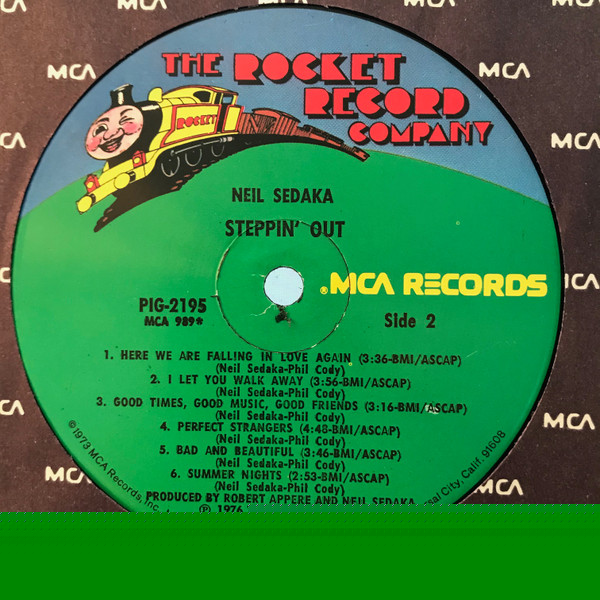 THE ROCKET
RECORD
COMPANY
ROCKET
NEIL SEDAKA
STEPPIN' OUT
®MCA RECORDS
PIG-2195
MCA 989*
Side 2
1. HERE WE ARE FALLING IN LOVE AGAIN (3:36-BMI/ASCAP)
(Neil Sedaka-Phil Cody)
2. I LET YOU WALK AWAY (3:56-BMI/ASCAP)
(Neil Sedaka-Phil Cody)
3. GOOD TIMES, GOOD MUSIC, GOOD FRIENDS (3:16-BMI/ASCAP)
(Neil Sedaka-Phil Cody)
4. PERFECT STRANGERS (4:48-BMI/ASCAP)
(Neil Sedaka-Phil Cody)
5. BAD AND BEAUTIFUL (3:46-BMI/ASCAP)
(Neil Sedaka-Phil Cody)
6. SUMMER NIGHTS (2:53-BMI/ASCAP)
(Neil Sedaka-Phil Cody)
PRODUCED BY ROBERT APPERE AND NEIL SEDAKA
℗ 1976
©1973 MCA Records, Inc.
City, Calif. 91608
MCA
MCA
MCA
MCA
MCA
MCA